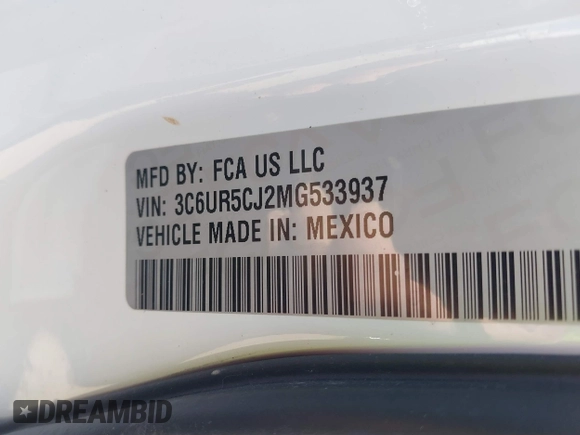 MFD BY: FCA US LLC
VIN: 3C6UR5CJ2MG533937
VEHICLE MADE IN: MEXICO
DREAMBID